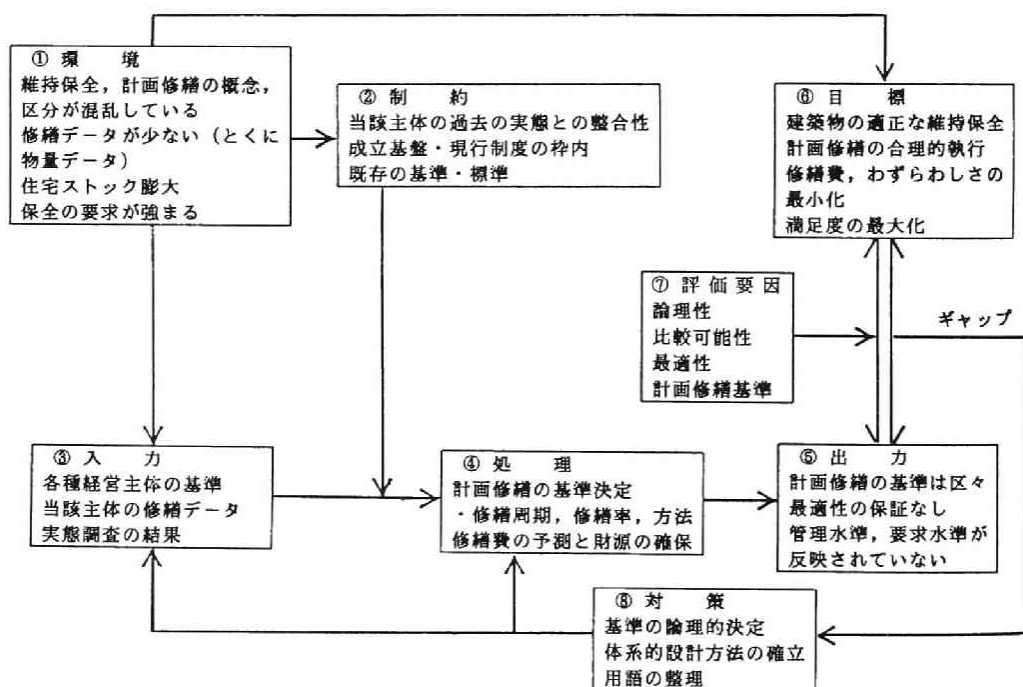 ① 環　境
維持保全，計画修繕の概念，
区分が混乱している
修繕データが少ない（とくに
物量データ）
住宅ストック膨大
保全の要求が強まる
② 制　約
当該主体の過去の実態との整合性
成立基盤・現行制度の枠内
既存の基準・標準
⑥ 目　標
建築物の適正な維持保全
計画修繕の合理的執行
修繕費，わずらわしさの
最小化
満足度の最大化
⑦ 評価要因
論理性
比較可能性
最適性
計画修繕基準
ギャップ
③ 入　力
各種経営主体の基準
当該主体の修繕データ
実態調査の結果
④ 処　理
計画修繕の基準決定
・修繕周期，修繕率，方法
修繕費の予測と財源の確保
⑤ 出　力
計画修繕の基準は区々
最適性の保証なし
管理水準，要求水準が
反映されていない
⑧ 対　策
基準の論理的決定
体系的設計方法の確立
用語の整理